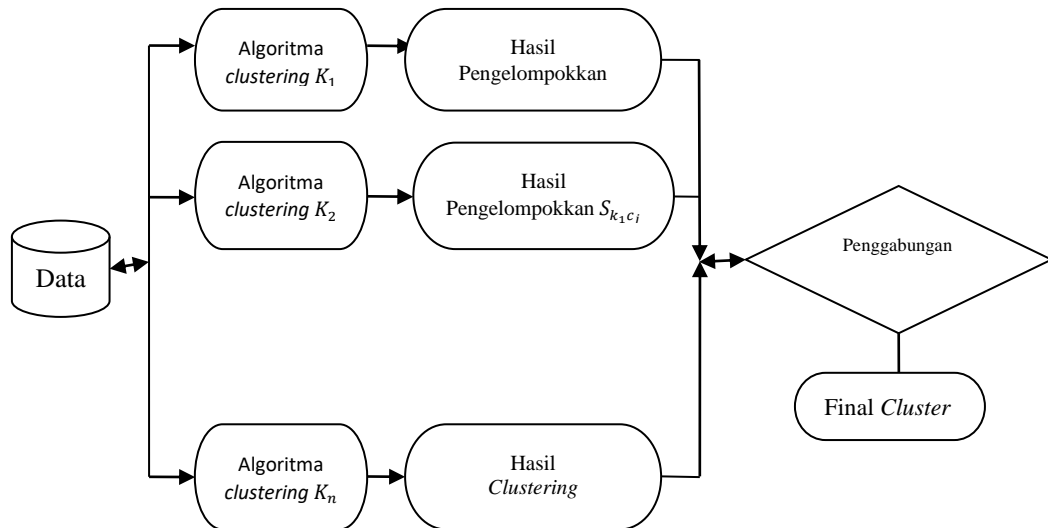 Algoritma
clustering K₁
Hasil
Pengelompokkan
Algoritma
clustering K₂
Hasil
Pengelompokkan Sₖ₁cᵢ
Data
Penggabungan
Final Cluster
Algoritma
clustering Kₙ
Hasil
Clustering